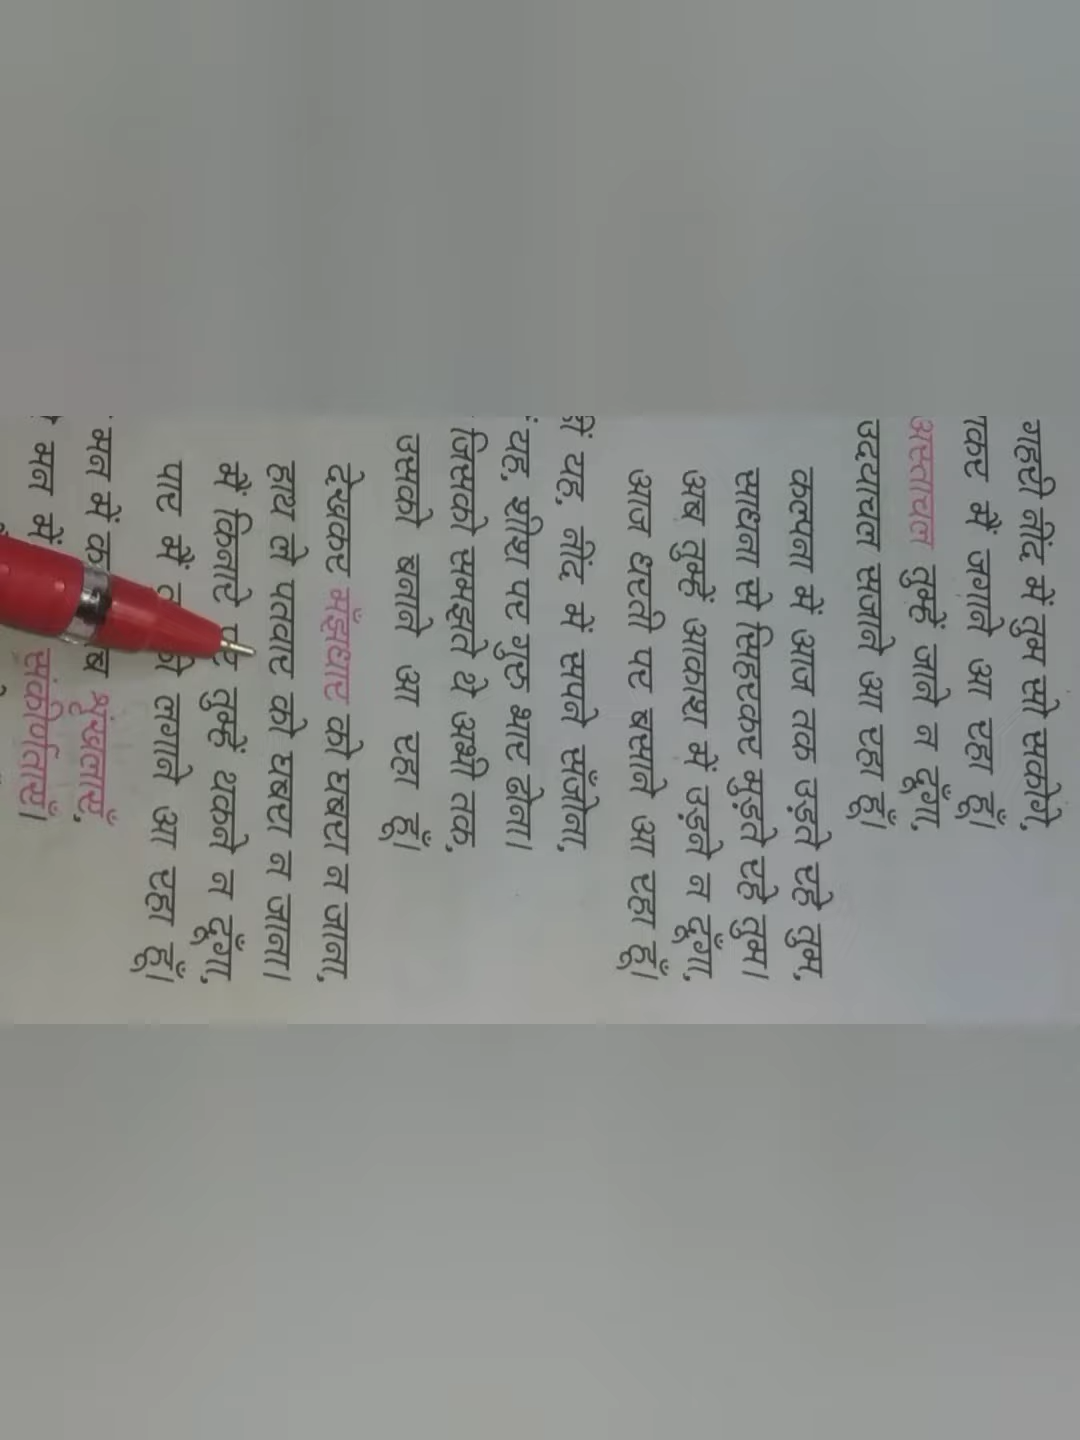 गहरी नींद में तुम सो सकोगे,
में जगाने आ रहा हूँ।
अस्ताचल तुम्हें जाने न दूँगा,
उदयाचल सजाने आ रहा हूँ।
कल्पना में आज तक उड़ते रहे तुम,
साधना से सिहरकर मुड़ते रहे तुम।
अब तुम्हें आकाश में उड़ने न दूँगा,
आज धरती पर बसाने आ रहा हूँ।
यह, नींद में सपने सँजोना,
यह, शीश पर गुरु भार ढोना।
जिसको समझते थे अभी तक,
उसको बनाने आ रहा हूँ।
देखकर मँझधार को घबरा न जाना,
हाथ ले पतवार को घबरा न जाना।
में किनारे तुम्हें थकने न दूँगा,
पार मैं लगाने आ रहा हूँ।
मन में शृंखलाएँ,
मन में संकीर्णताएँ।